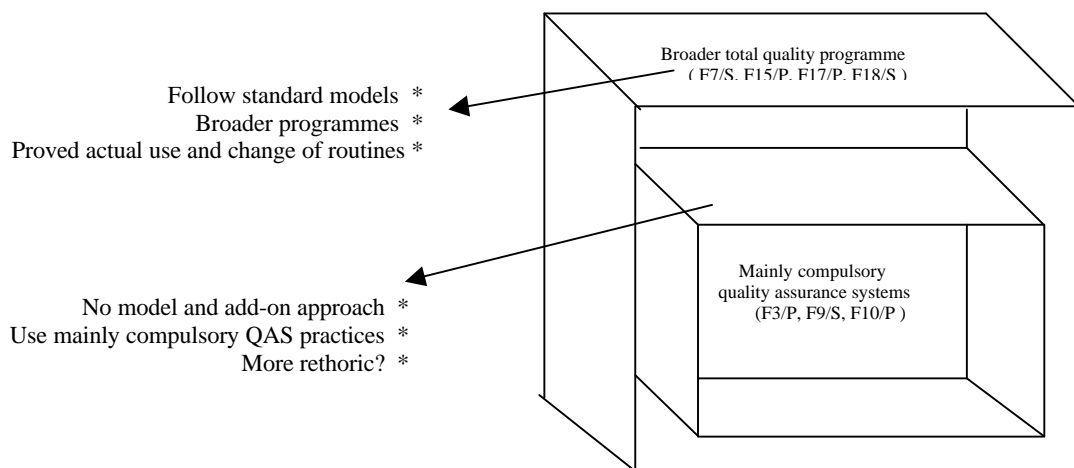 Broader total quality programme
( F7/S, F15/P, F17/P, F18/S )
Follow standard models *
Broader programmes *
Proved actual use and change of routines *
Mainly compulsory
quality assurance systems
(F3/P, F9/S, F10/P )
No model and add-on approach *
Use mainly compulsory QAS practices *
More rethoric? *